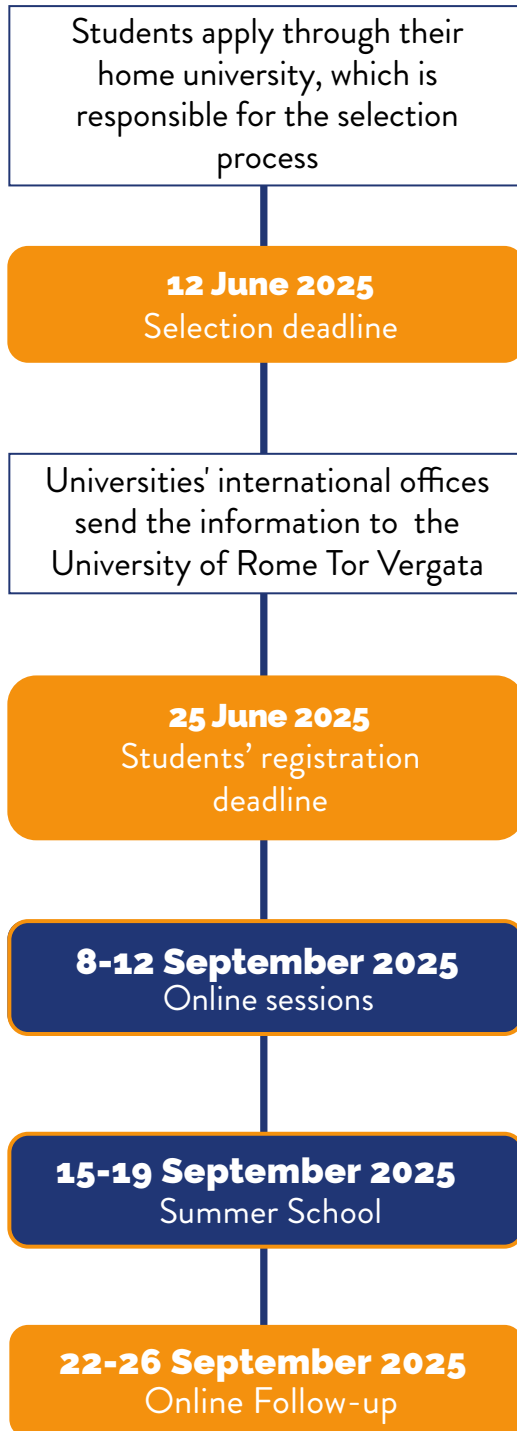 Students apply through their
home university, which is
responsible for the selection
process
12 June 2025
Selection deadline
Universities' international offices
send the information to the
University of Rome Tor Vergata
25 June 2025
Students’ registration
deadline
8-12 September 2025
Online sessions
15-19 September 2025
Summer School
22-26 September 2025
Online Follow-up